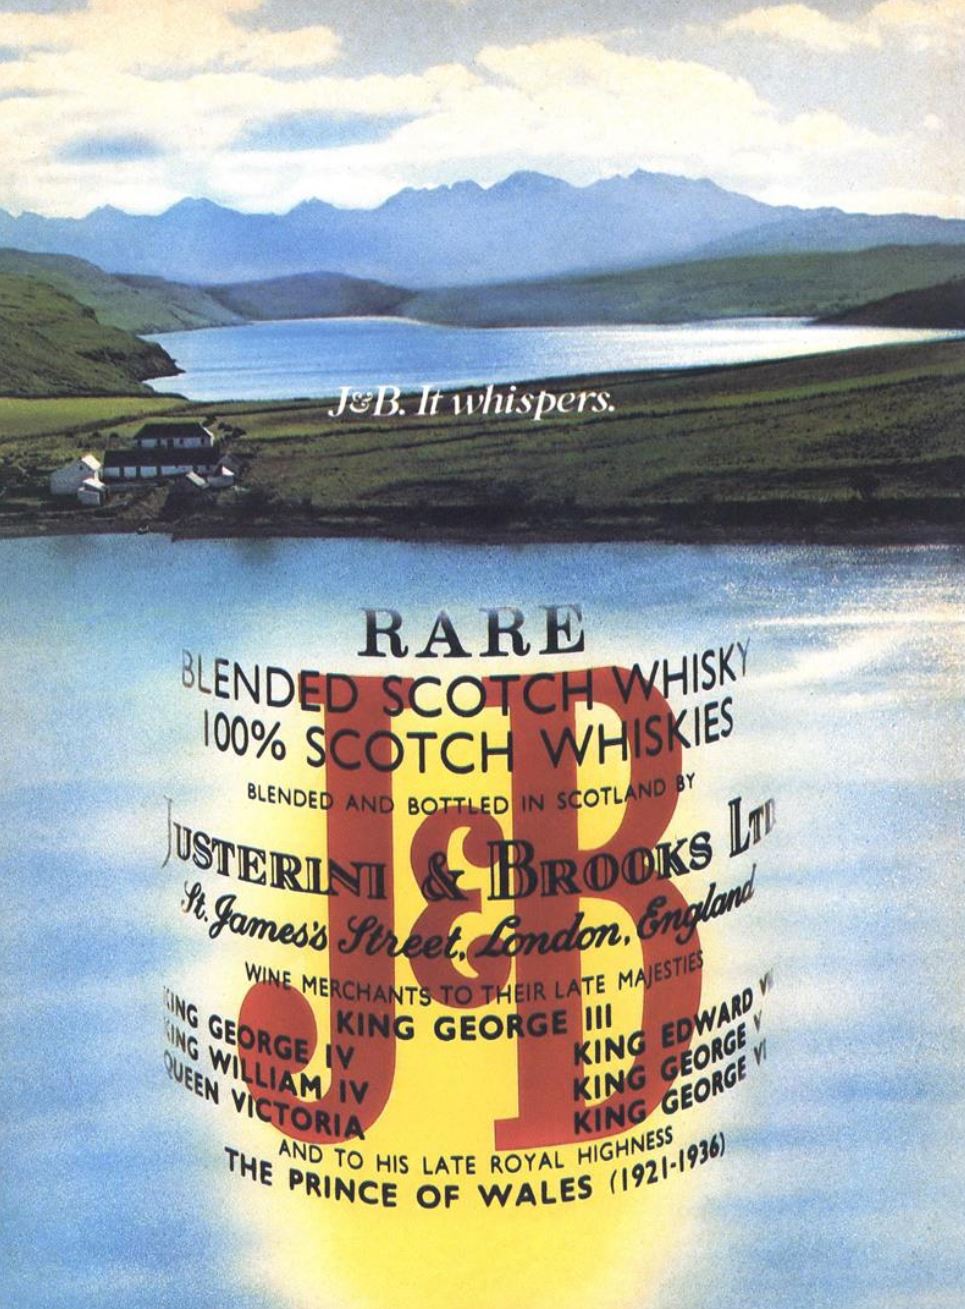 J&B. It whispers.
RARE
BLENDED SCOTCH WHISKY
100% SCOTCH WHISKIES
BLENDED AND BOTTLED IN SCOTLAND BY
JUSTERINI & BROOKS LTD
St. James's Street, London, England
J&B
WINE MERCHANTS TO THEIR LATE MAJESTIES
KING GEORGE III
KING GEORGE IV
KING WILLIAM IV
QUEEN VICTORIA
KING EDWARD VII
KING GEORGE V
KING GEORGE VI
AND TO HIS LATE ROYAL HIGHNESS
THE PRINCE OF WALES (1921-1936)